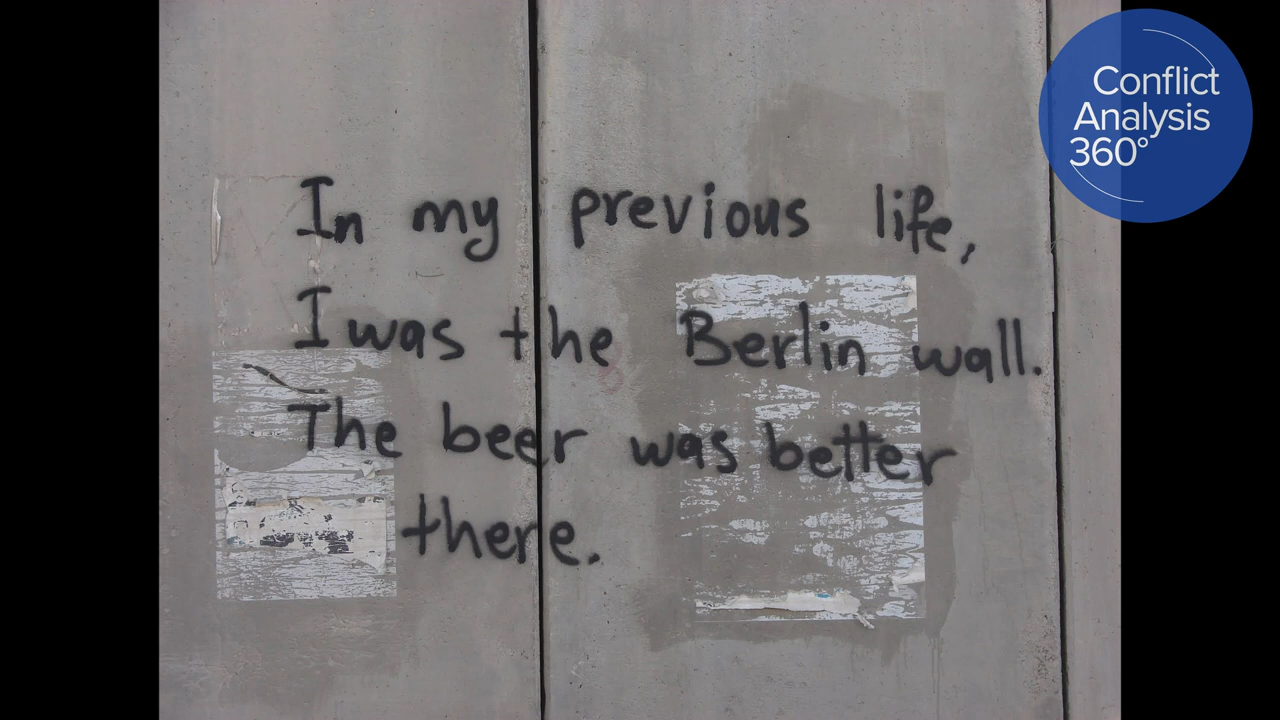 Conflict
Analysis
360°
In my previous life,
I was the Berlin wall.
The beer was better
there.